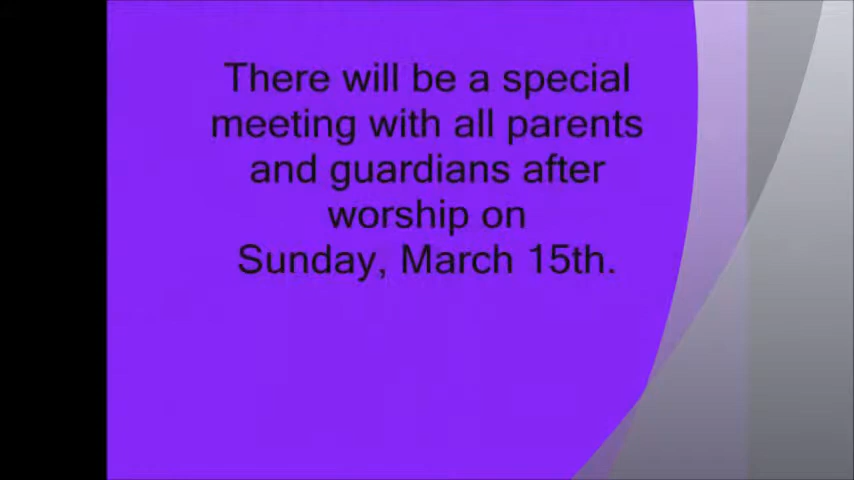 There will be a special
meeting with all parents
and guardians after
worship on
Sunday, March 15th.